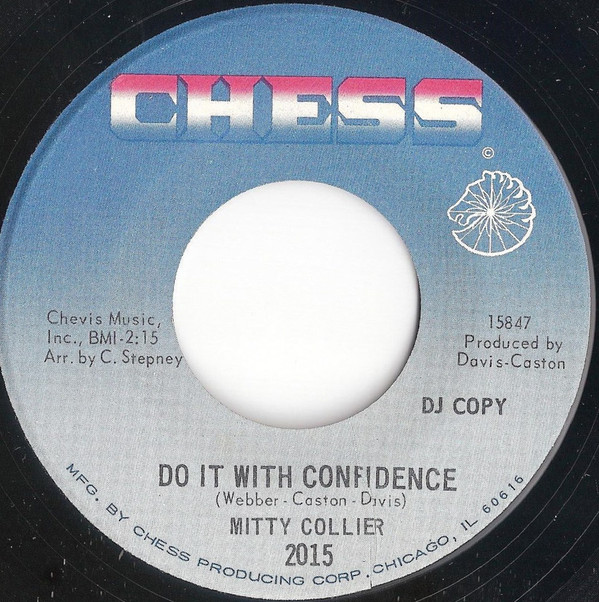 CHESS
©
Chevis Music,
Inc., BMI-2:15
Arr. by C. Stepney
15847
Produced by
Davis-Caston
DJ COPY
DO IT WITH CONFIDENCE
(Webber - Caston - Davis)
MITTY COLLIER
2015
MFG. BY CHESS PRODUCING CORP. CHICAGO, IL 60616